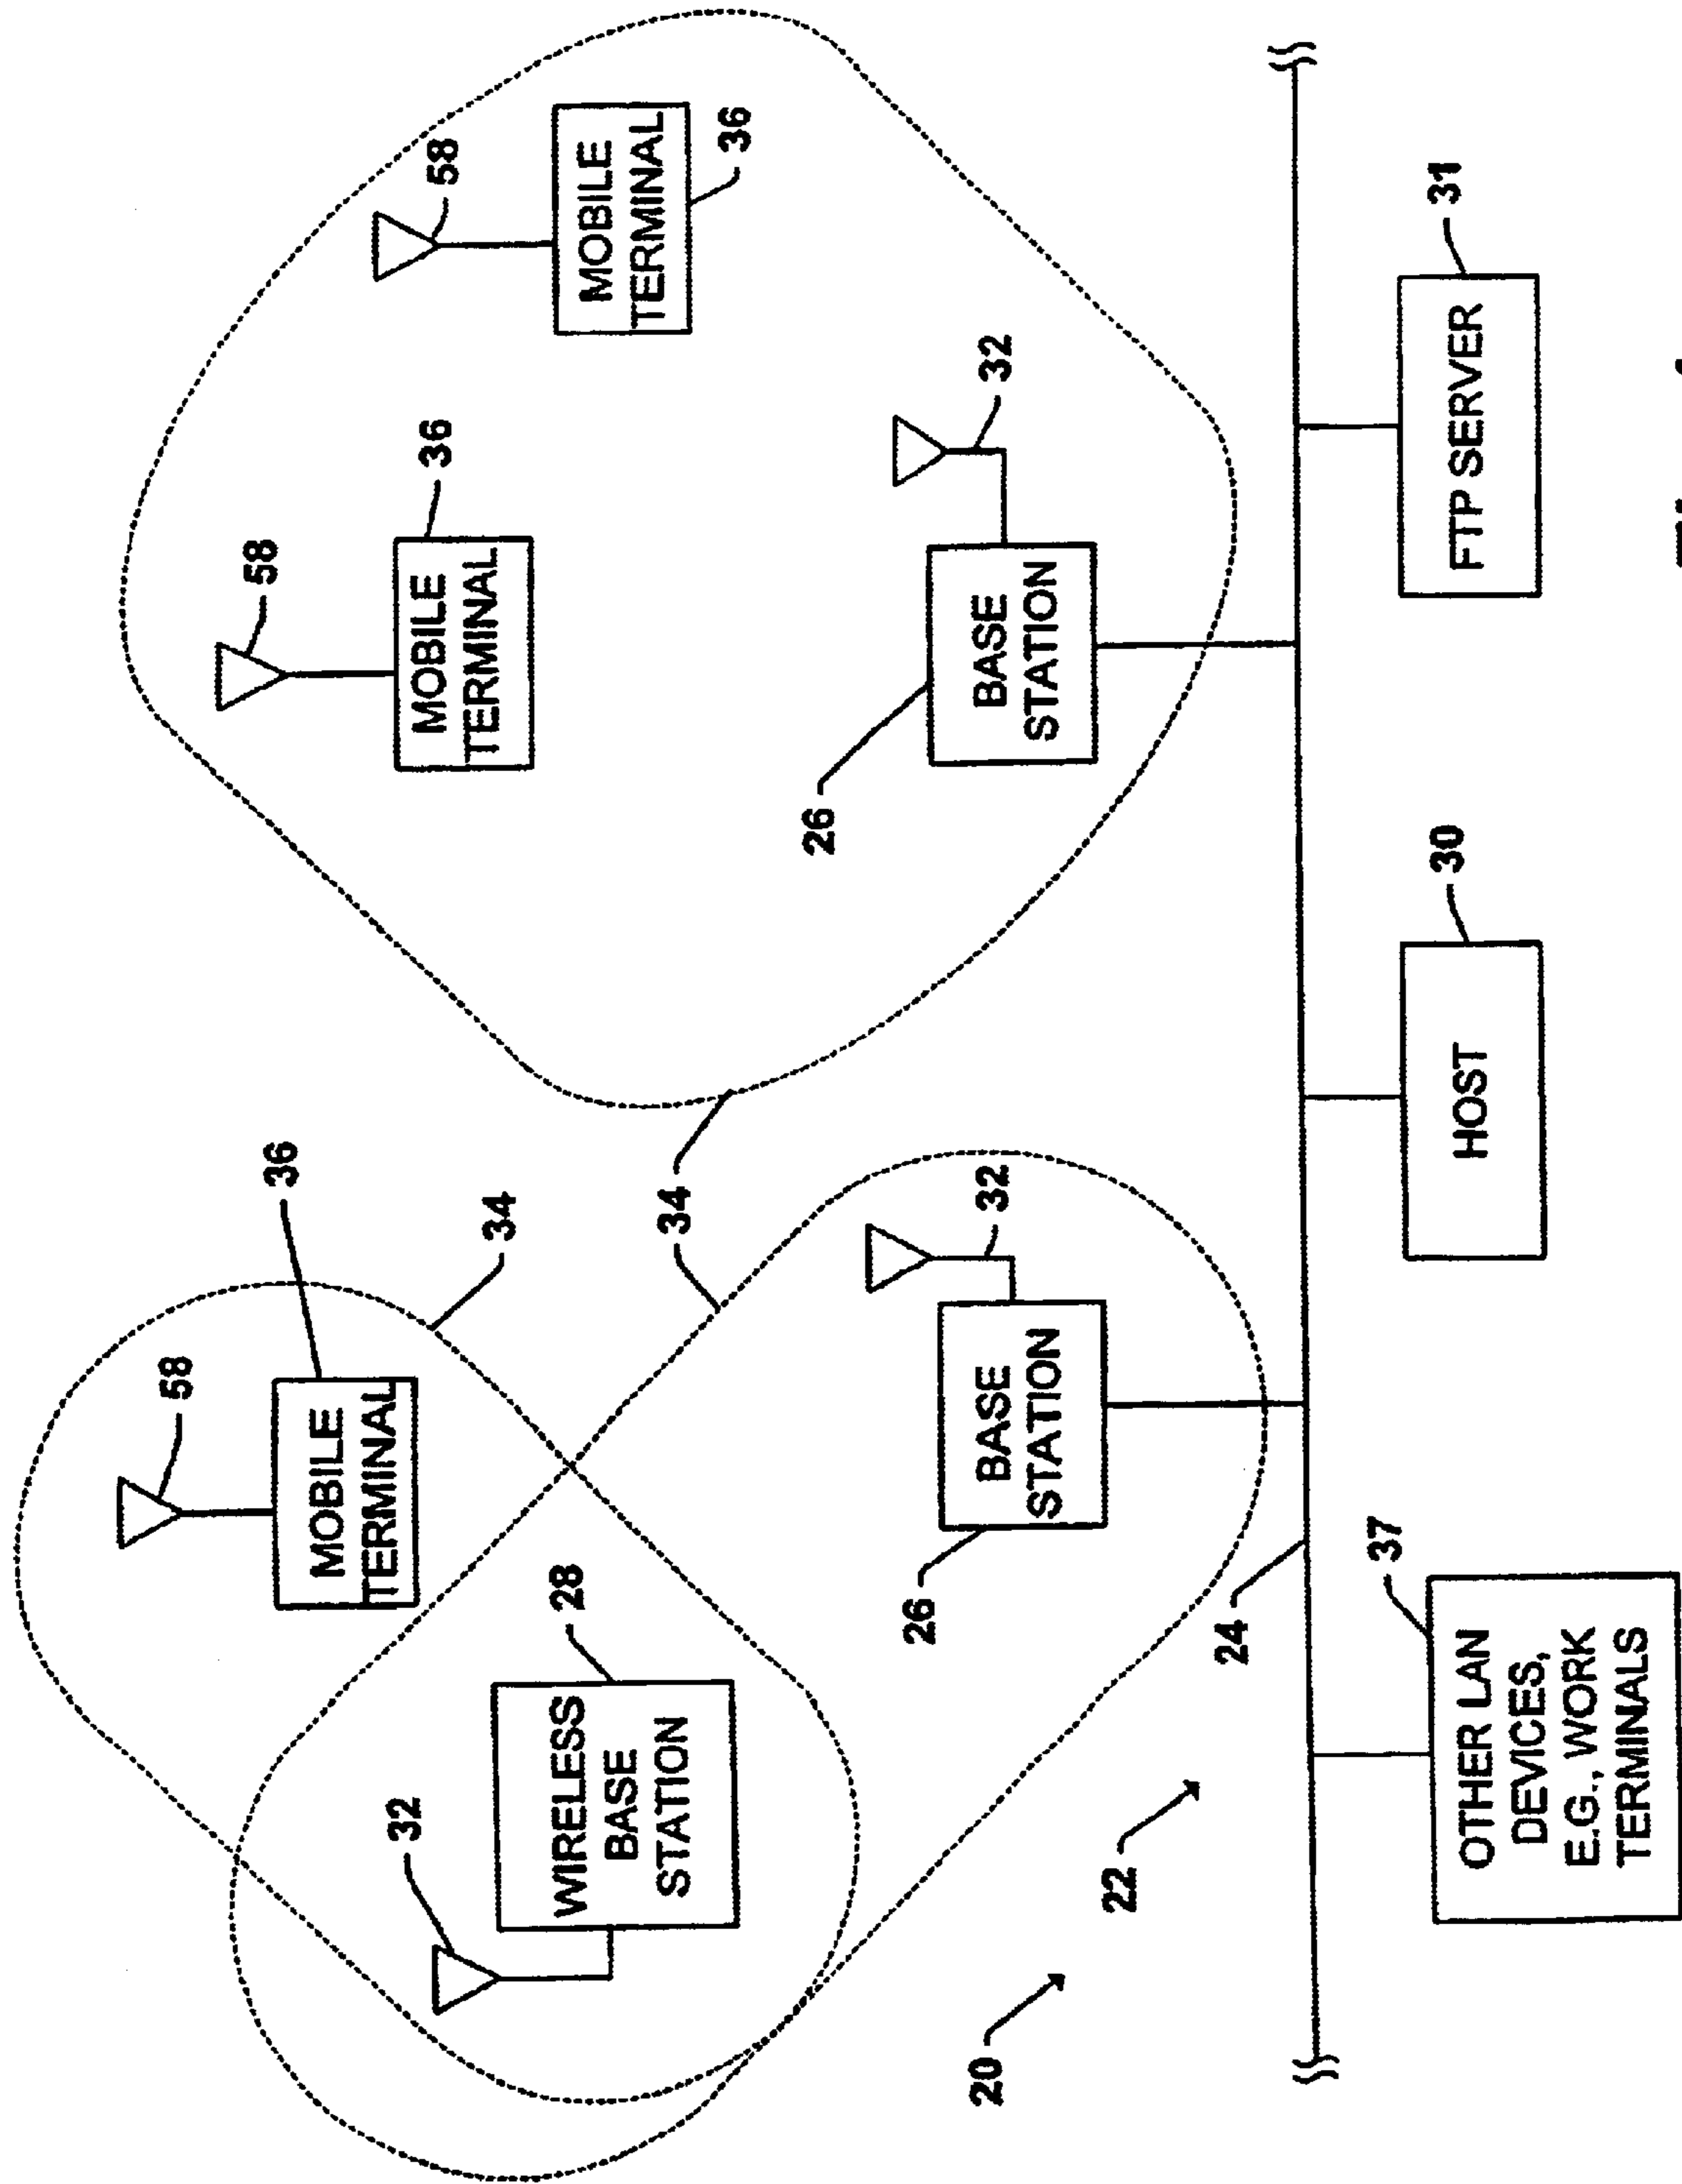 58
36
MOBILE
TERMINAL
34
32
WIRELESS
BASE
STATION
28
58
36
MOBILE
TERMINAL
58
MOBILE
TERMINAL
36
34
32
BASE
STATION
26
32
BASE
STATION
26
20
22
24
37
OTHER LAN
DEVICES,
E.G., WORK
TERMINALS
30
HOST
31
FTP SERVER